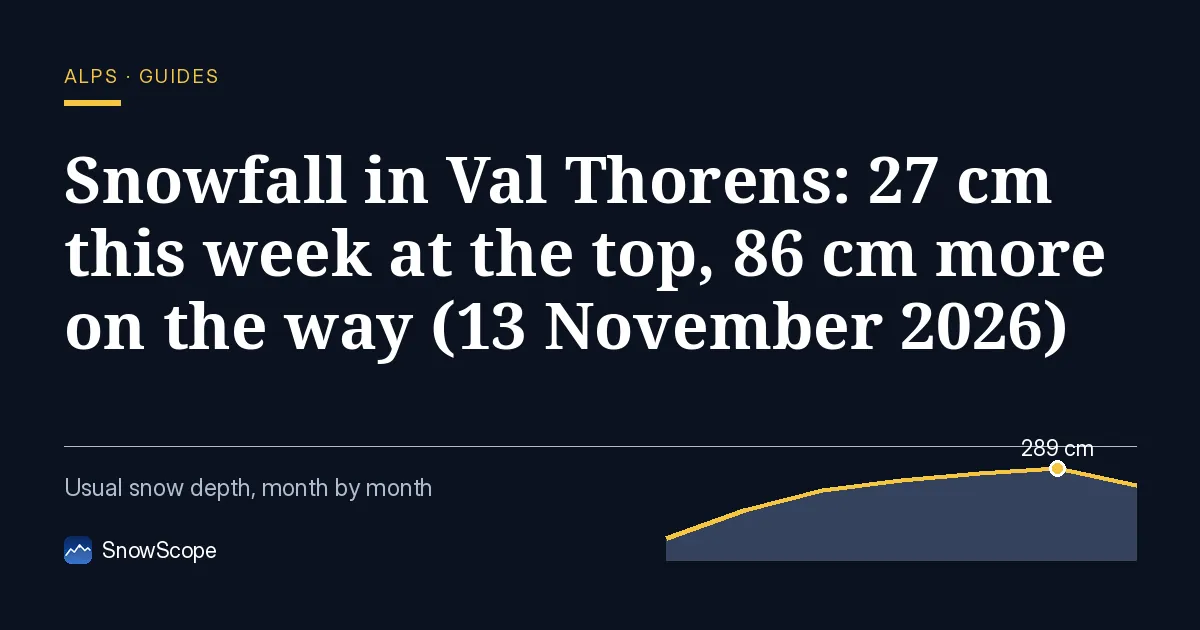 ALPS · GUIDES
Snowfall in Val Thorens: 27 cm
this week at the top, 86 cm more
on the way (13 November 2026)
289 cm
Usual snow depth, month by month
SnowScope